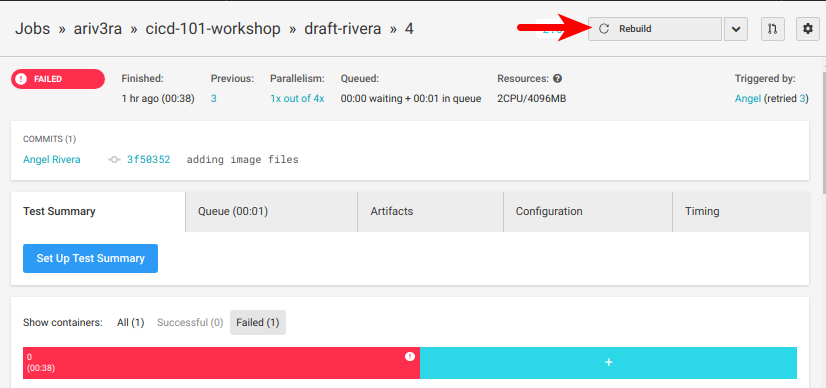 Jobs » ariv3ra » cicd-101-workshop » draft-rivera » 4
Rebuild
FAILED
Finished: Previous: Parallelism: Queued: Resources: Triggered by:
1 hr ago (00:38) 3 1x out of 4x 00:00 waiting + 00:01 in queue 2CPU/4096MB Angel (retried 3)
COMMITS (1)
Angel Rivera 3f50352 adding image files
Test Summary Queue (00:01) Artifacts Configuration Timing
Set Up Test Summary
Show containers: All (1) Successful (0) Failed (1)
0
(00:38)
+